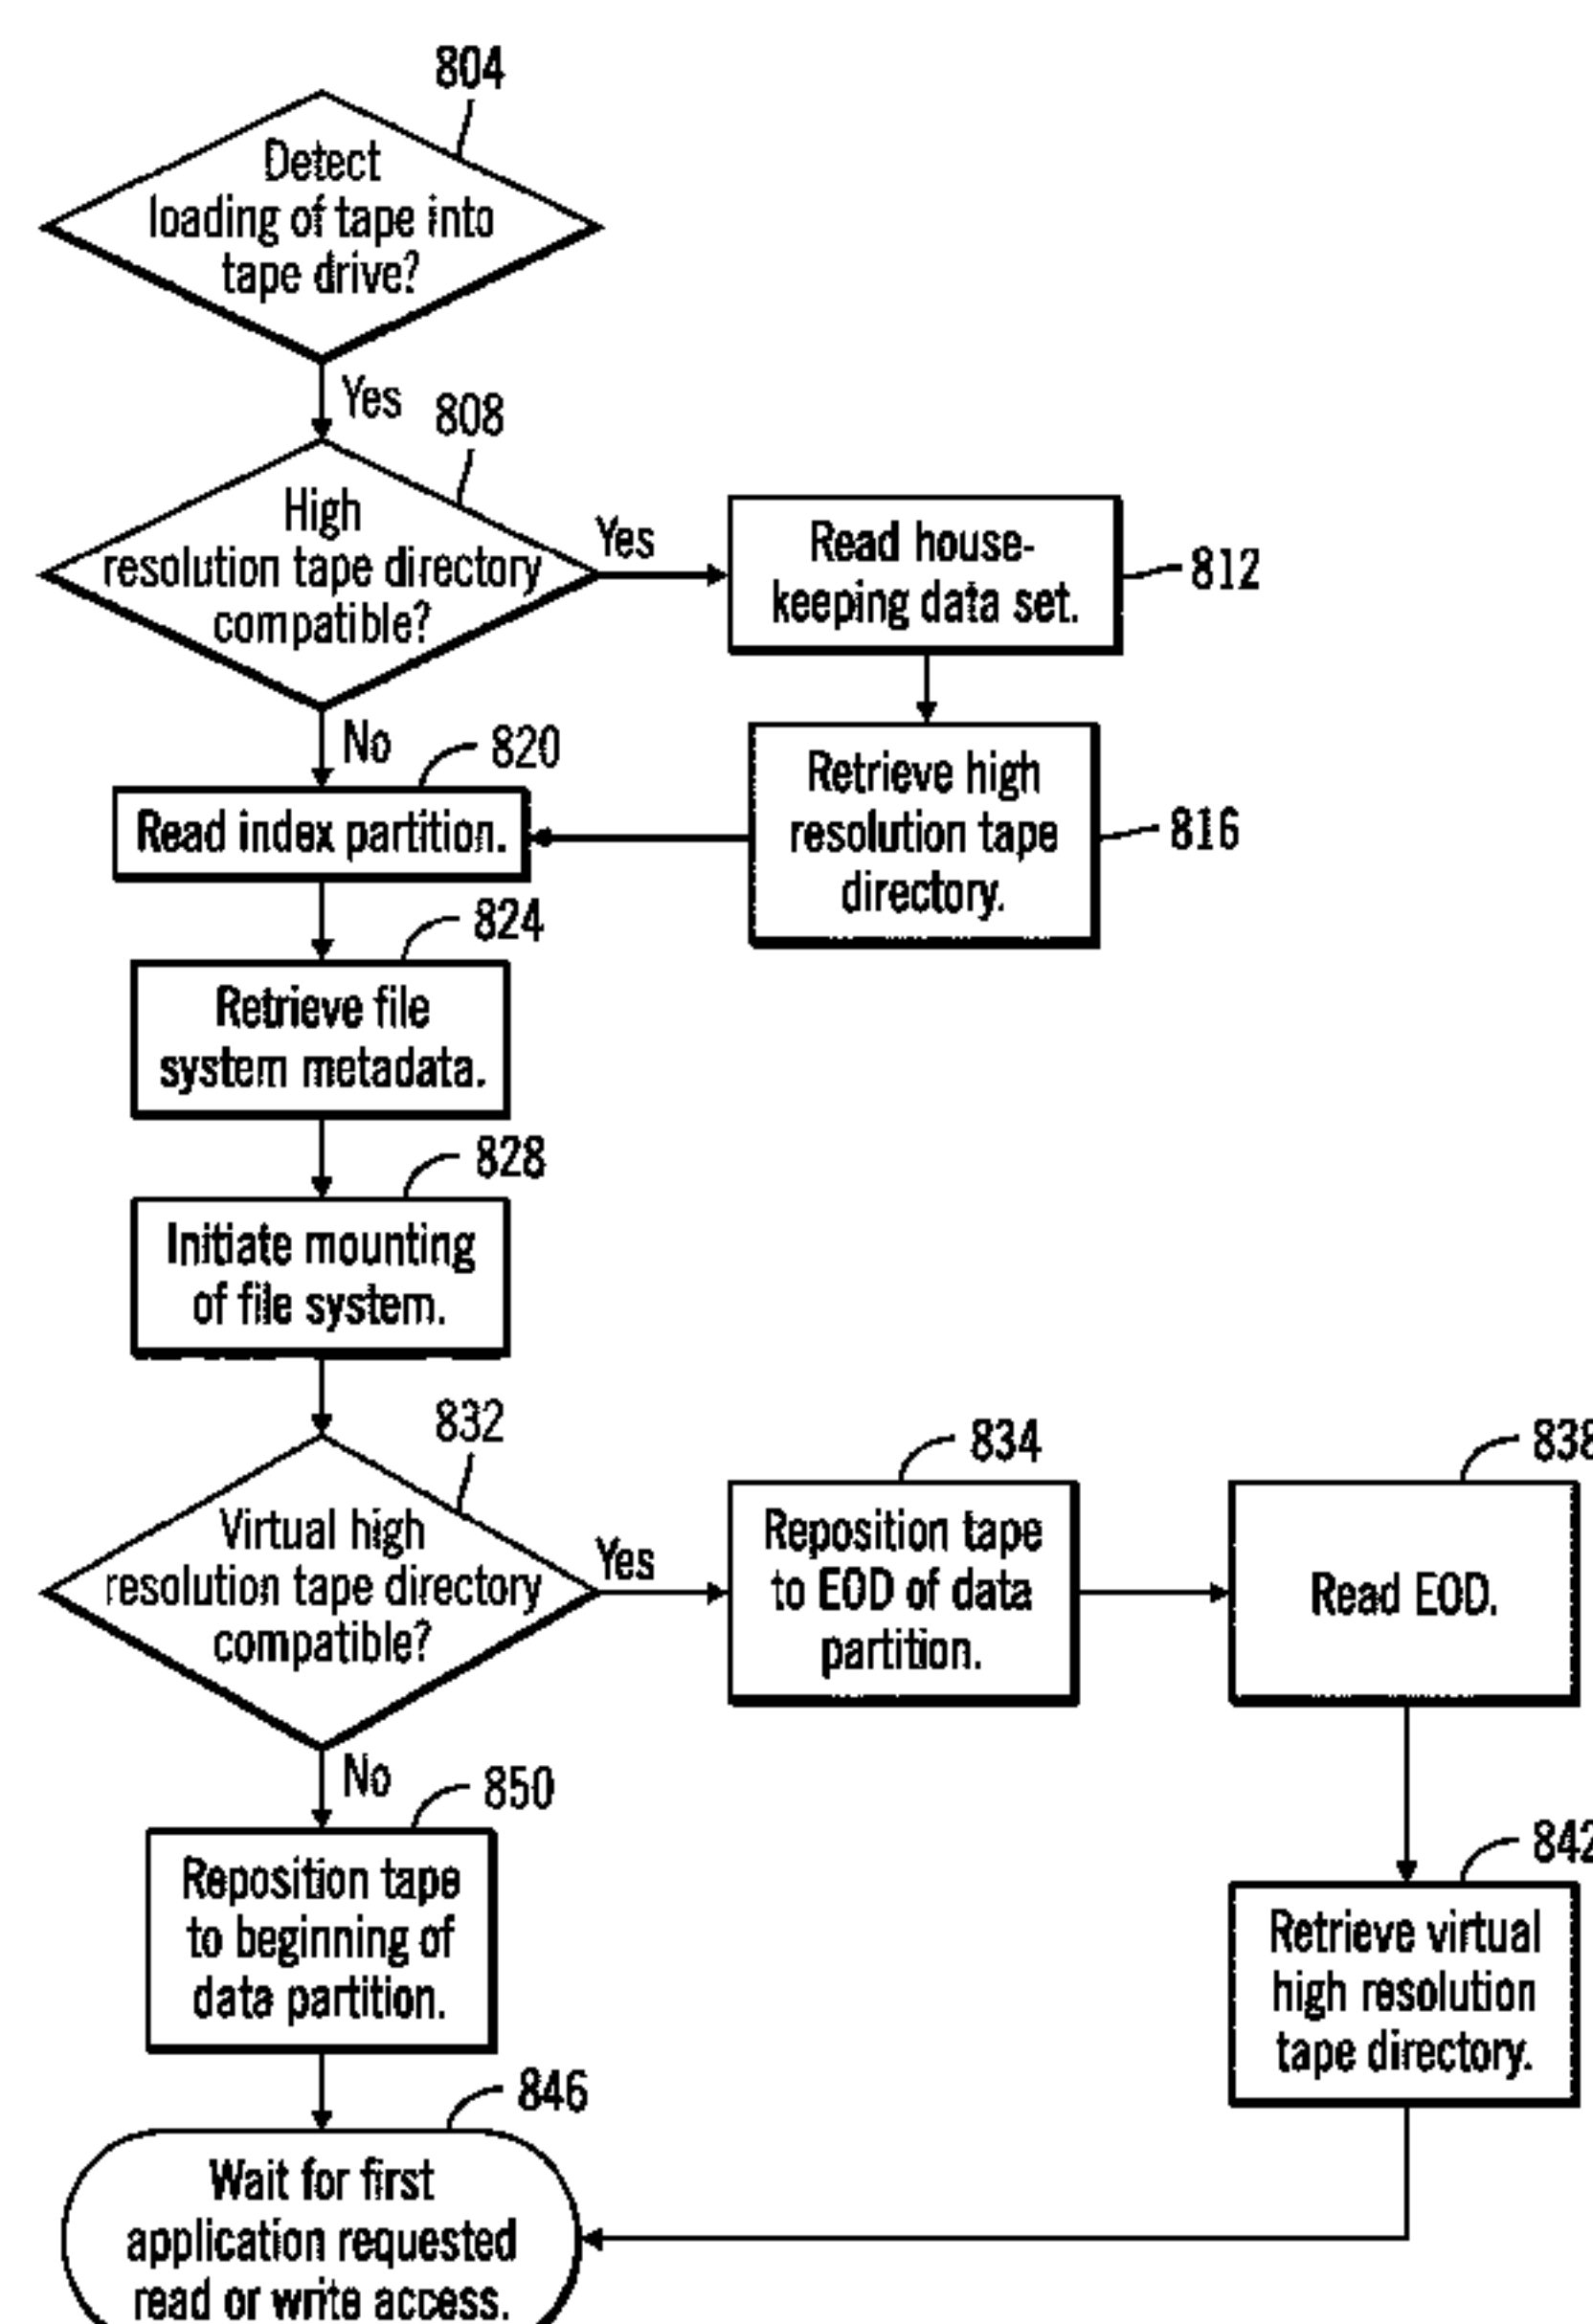 804
Detect
loading of tape into
tape drive?
Yes
808
High
resolution tape directory
compatible?
Yes
Read house-
keeping data set.
812
No
820
Read index partition.
Retrieve high
resolution tape
directory.
816
824
Retrieve file
system metadata.
828
Initiate mounting
of file system.
832
Virtual high
resolution tape directory
compatible?
Yes
834
Reposition tape
to EOD of data
partition.
838
Read EOD.
No
850
Reposition tape
to beginning of
data partition.
842
Retrieve virtual
high resolution
tape directory.
846
Wait for first
application requested
read or write access.